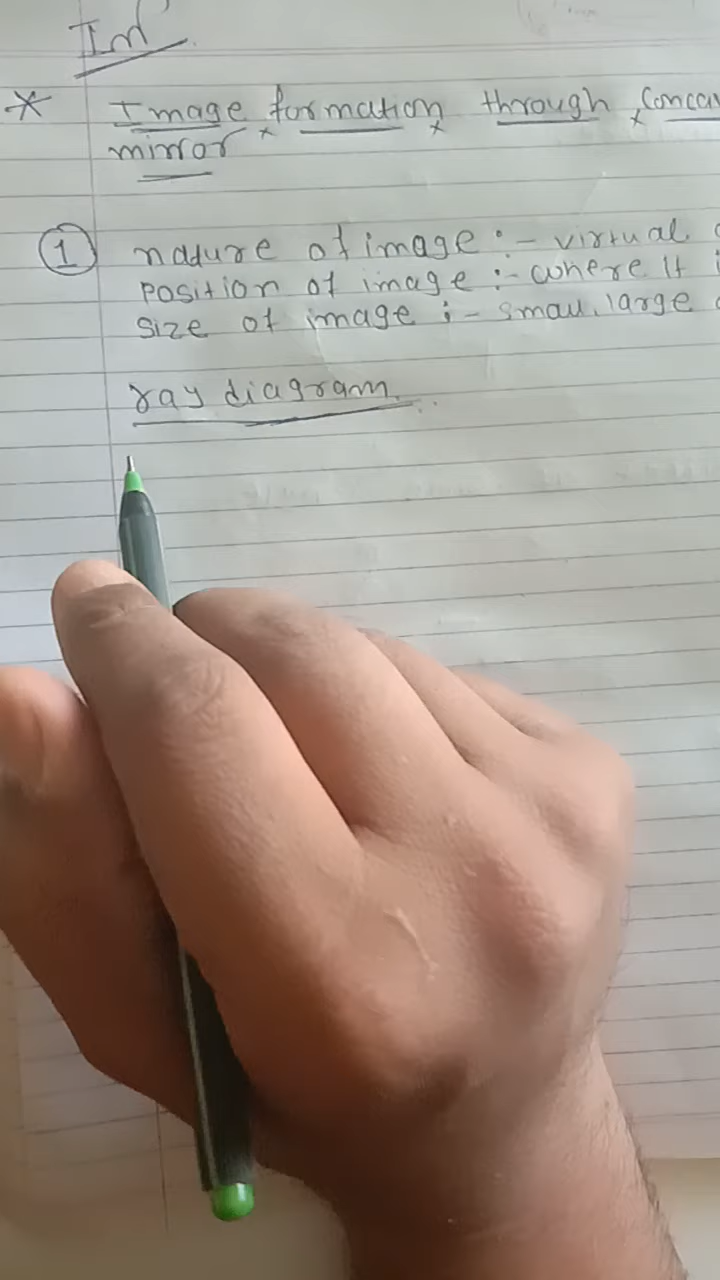 Im
* Image formation through Concav
mirror
1 nature of image :- virtual
position of image :- where it i
size of image :- small, large
ray diagram.